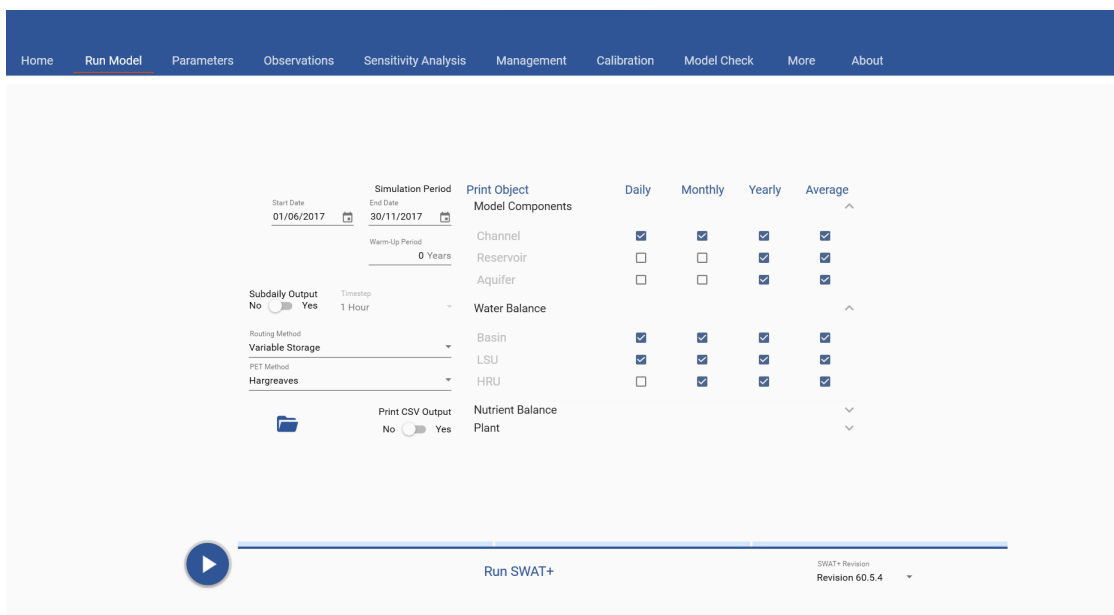 Home Run Model Parameters Observations Sensitivity Analysis Management Calibration Model Check More About
Simulation Period
Start Date End Date
01/06/2017 30/11/2017
Warm-Up Period
0 Years
Subdaily Output Timestep
No Yes 1 Hour
Routing Method
Variable Storage
PET Method
Hargreaves
Print CSV Output
No Yes
Print Object Daily Monthly Yearly Average
Model Components
Channel
Reservoir
Aquifer
Water Balance
Basin
LSU
HRU
Nutrient Balance
Plant
Run SWAT+
SWAT+ Revision
Revision 60.5.4